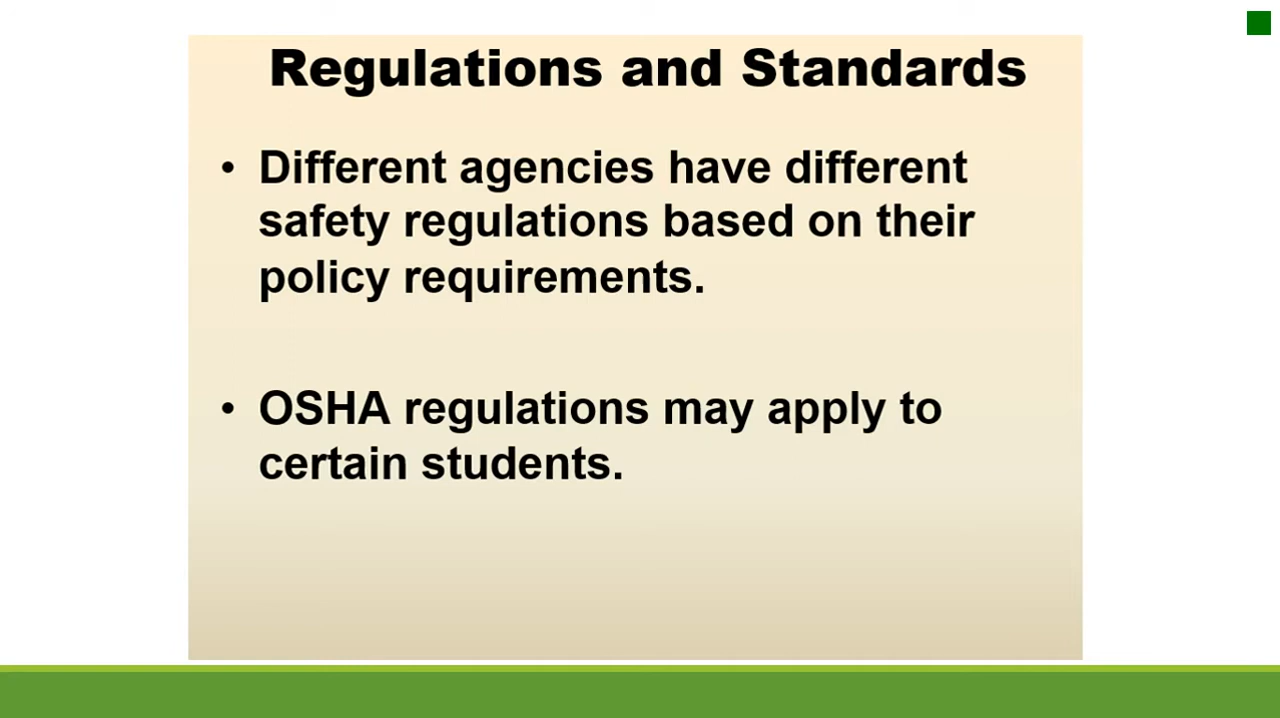 Regulations and Standards
• Different agencies have different
safety regulations based on their
policy requirements.
• OSHA regulations may apply to
certain students.